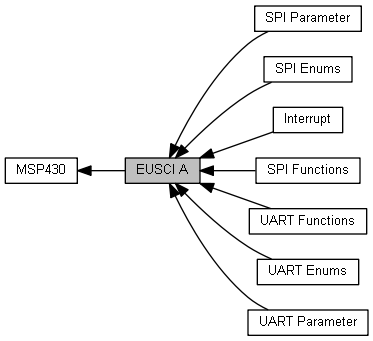 SPI Parameter
SPI Enums
Interrupt
MSP430
EUSCI A
SPI Functions
UART Functions
UART Enums
UART Parameter